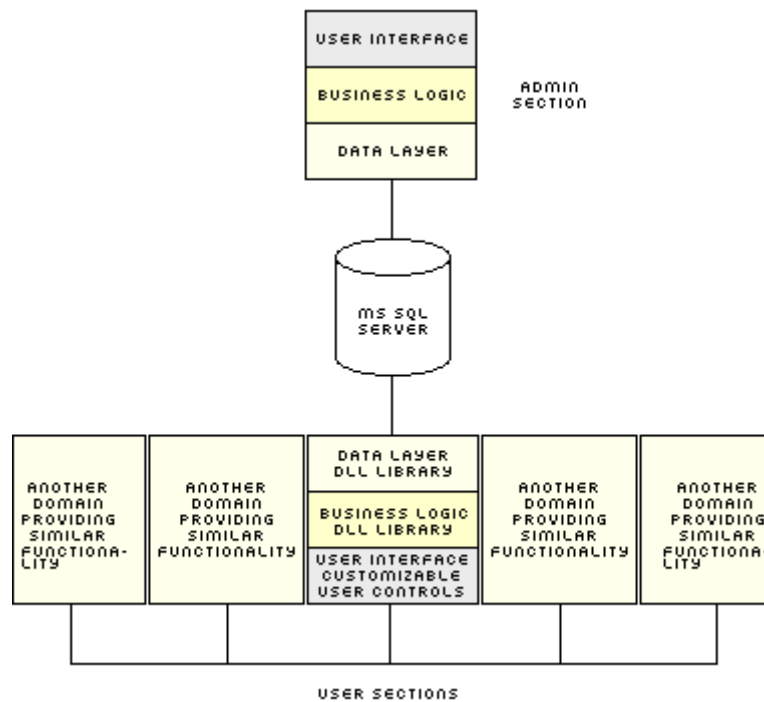 USER INTERFACE
BUSINESS LOGIC
DATA LAYER
ADMIN
SECTION
MS SQL
SERVER
ANOTHER
DOMAIN
PROVIDING
SIMILAR
FUNCTIONA-
LITY
ANOTHER
DOMAIN
PROVIDING
SIMILAR
FUNCTIONALITY
DATA LAYER
DLL LIBRARY
BUSINESS LOGIC
DLL LIBRARY
USER INTERFACE
CUSTOMIZABLE
USER CONTROLS
ANOTHER
DOMAIN
PROVIDING
SIMILAR
FUNCTIONALITY
ANOTHER
DOMAIN
PROVIDING
SIMILAR
FUNCTIONA-
LITY
USER SECTIONS